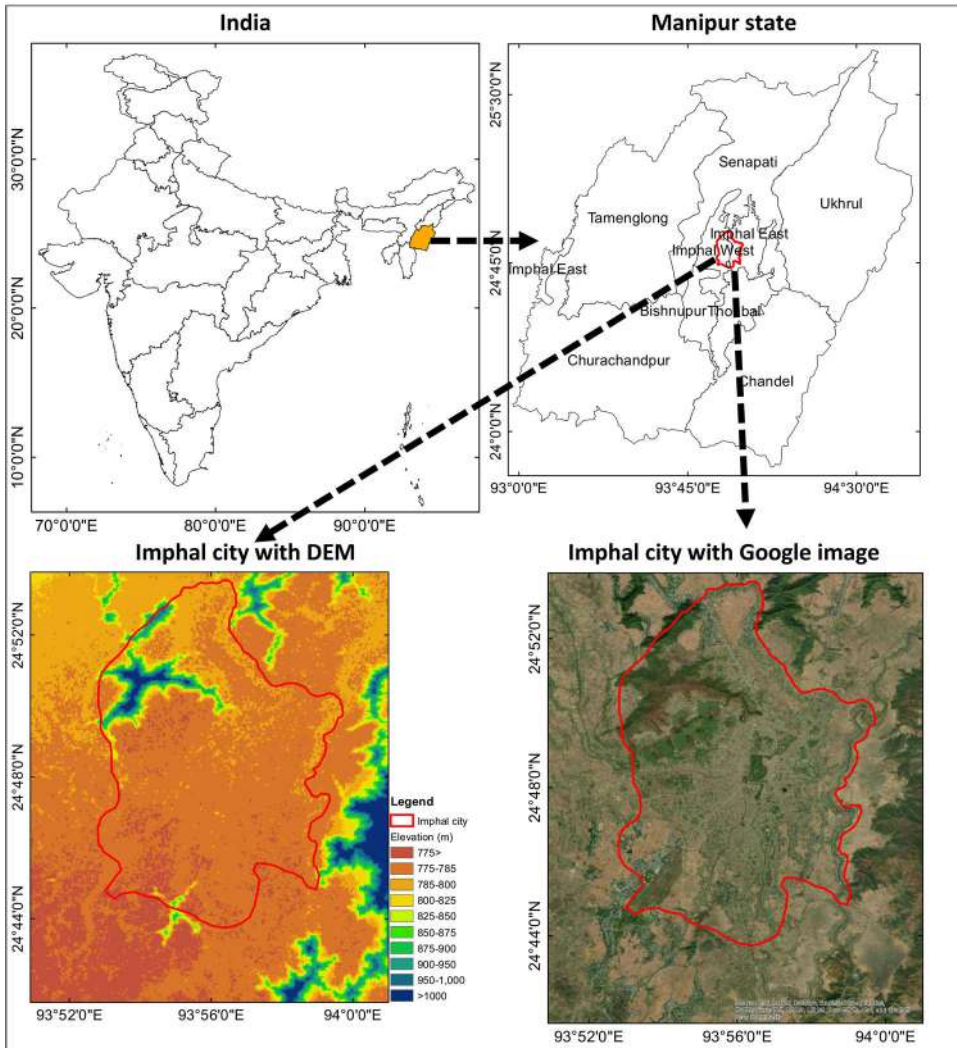 India
30°0'0"N
20°0'0"N
10°0'0"N
70°0'0"E
80°0'0"E
90°0'0"E
Manipur state
25°30'0"N
24°45'0"N
24°0'0"N
Senapati
Ukhrul
Tamenglong
Imphal East
Imphal West
Imphal East
Bishnupur
Thoubal
Churachandpur
Chandel
93°0'0"E
93°45'0"E
94°30'0"E
Imphal city with DEM
24°52'0"N
24°48'0"N
24°44'0"N
Legend
Imphal city
Elevation (m)
775>
775-785
785-800
800-825
825-850
850-875
875-900
900-950
950-1,000
>1000
93°52'0"E
93°56'0"E
94°0'0"E
Imphal city with Google image
24°52'0"N
24°48'0"N
24°44'0"N
93°52'0"E
93°56'0"E
94°0'0"E